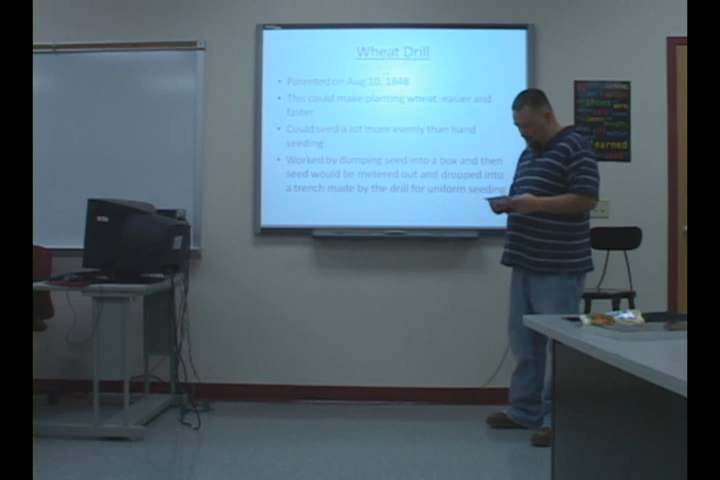 Wheat Drill
• Patented on Aug 10, 1848
• This could make planting wheat easier and
faster
• Could seed a lot more evenly than hand
seeding
• Worked by dumping seed into a box and then
seed would be metered out and dropped into
a trench made by the drill for uniform seeding
learned